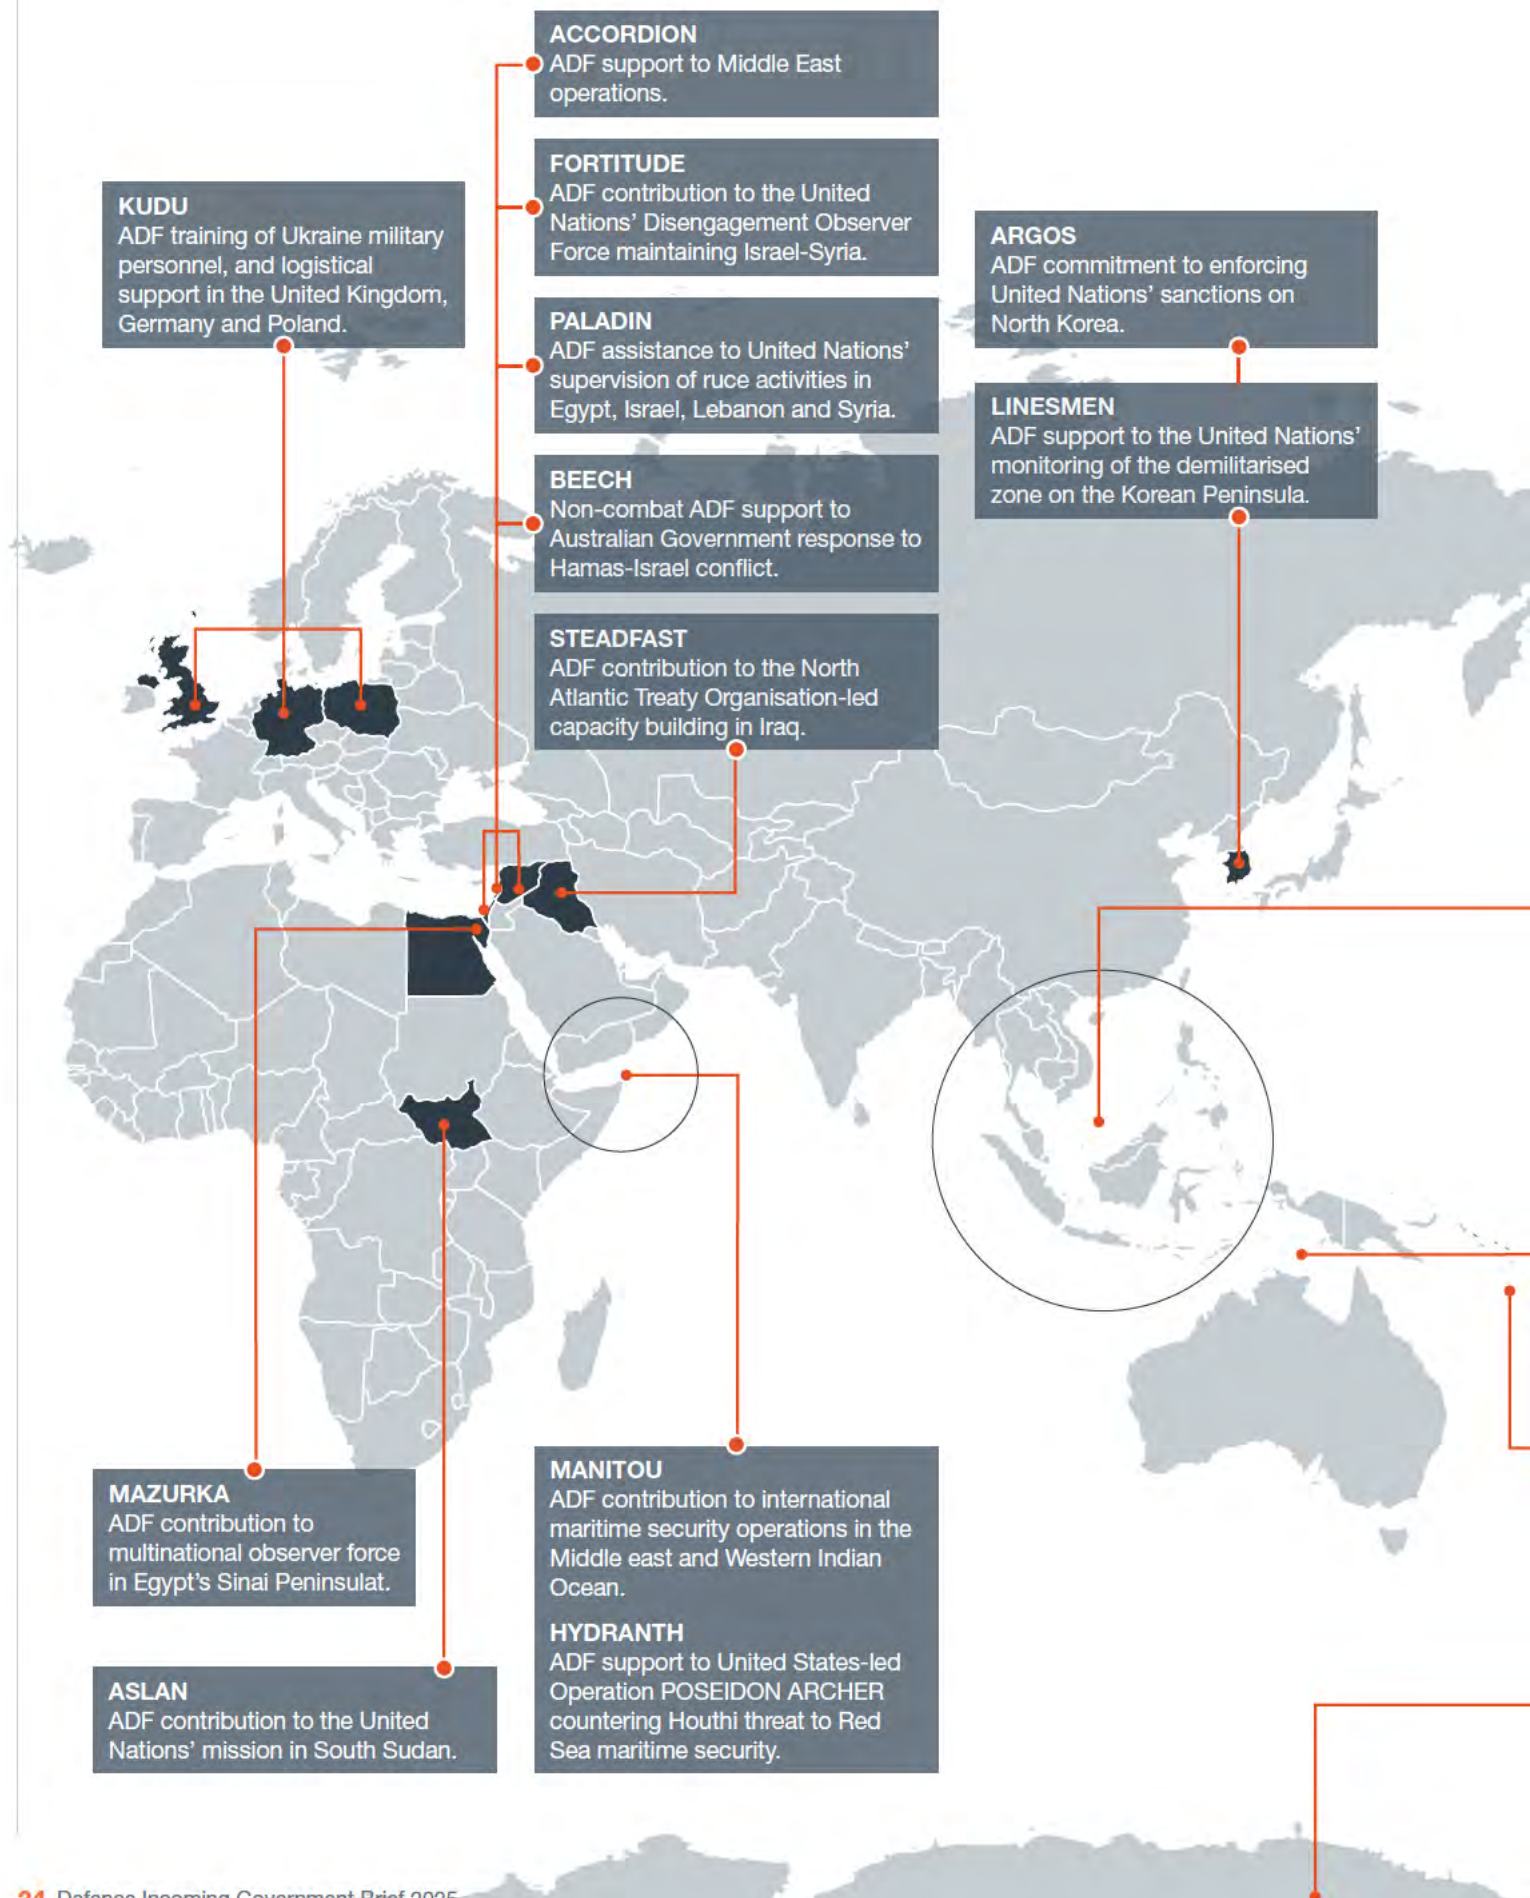 ACCORDION
ADF support to Middle East
operations.
FORTITUDE
ADF contribution to the United
Nations’ Disengagement Observer
Force maintaining Israel-Syria.
KUDU
ADF training of Ukraine military
personnel, and logistical
support in the United Kingdom,
Germany and Poland.
ARGOS
ADF commitment to enforcing
United Nations’ sanctions on
North Korea.
PALADIN
ADF assistance to United Nations’
supervision of ruce activities in
Egypt, Israel, Lebanon and Syria.
LINESMEN
ADF support to the United Nations’
monitoring of the demilitarised
zone on the Korean Peninsula.
BEECH
Non-combat ADF support to
Australian Government response to
Hamas-Israel conflict.
STEADFAST
ADF contribution to the North
Atlantic Treaty Organisation-led
capacity building in Iraq.
MAZURKA
ADF contribution to
multinational observer force
in Egypt’s Sinai Peninsulat.
MANITOU
ADF contribution to international
maritime security operations in the
Middle east and Western Indian
Ocean.
HYDRANTH
ADF support to United States-led
Operation POSEIDON ARCHER
countering Houthi threat to Red
Sea maritime security.
ASLAN
ADF contribution to the United
Nations’ mission in South Sudan.
24 Defence Incoming Government Brief 2025